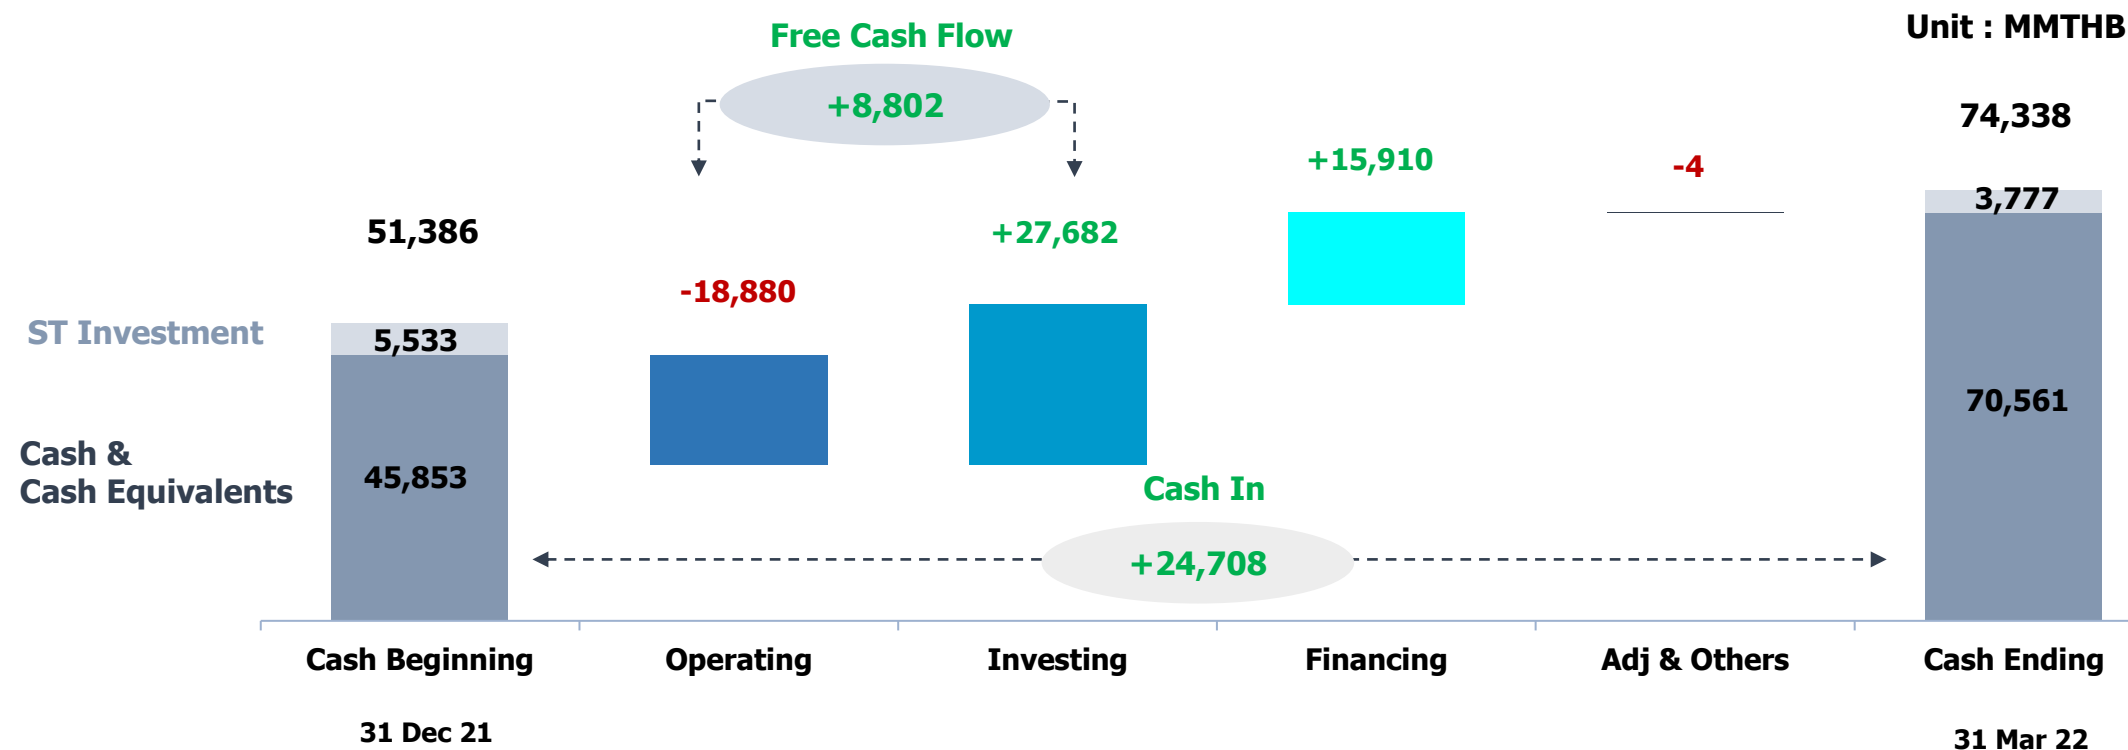 Unit : MMTHB
Free Cash Flow
+8,802
74,338
+15,910
-4
3,777
51,386
+27,682
-18,880
ST Investment
5,533
70,561
Cash &
Cash Equivalents
45,853
Cash In
+24,708
Cash Beginning
Operating
Investing
Financing
Adj & Others
Cash Ending
31 Dec 21
31 Mar 22